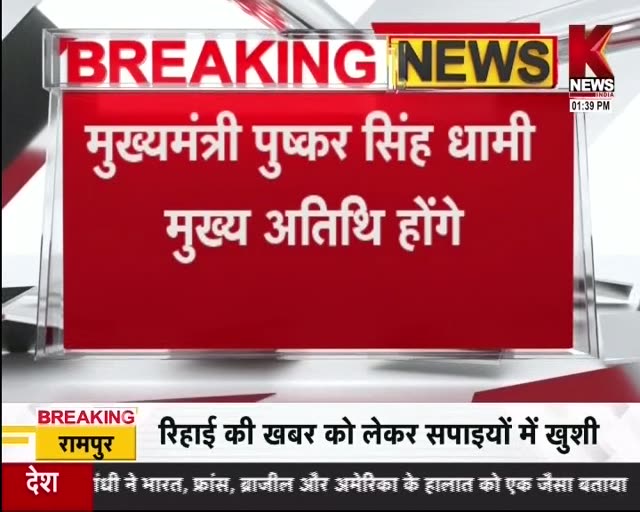 BREAKING NEWS
K
NEWS
INDIA
01:39 PM
मुख्यमंत्री पुष्कर सिंह धामी
मुख्य अतिथि होंगे
BREAKING
रामपुर
रिहाई की खबर को लेकर सपाइयों में खुशी
देश
ने भारत, फ्रांस, ब्राजील और अमेरिका के हालात को एक जैसा बताया